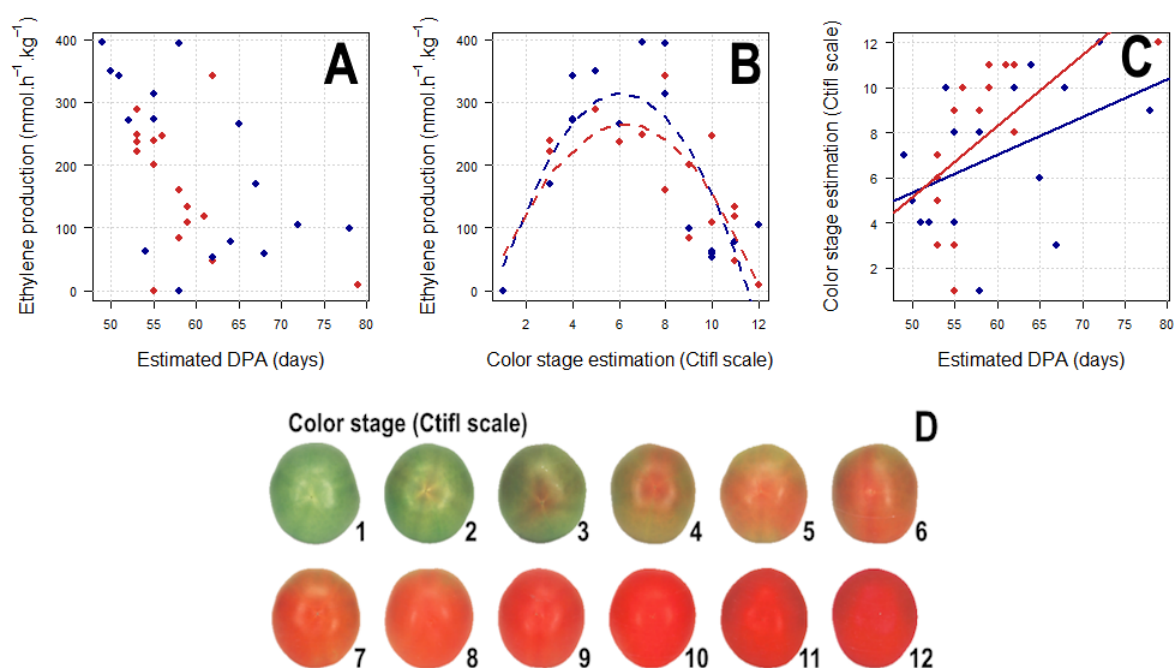 A
Ethylene production (nmol.h⁻¹.kg⁻¹)
400
300
200
100
0
50 55 60 65 70 75 80
Estimated DPA (days)
B
Ethylene production (nmol.h⁻¹.kg⁻¹)
400
300
200
100
0
2 4 6 8 10 12
Color stage estimation (Ctifl scale)
C
Color stage estimation (Ctifl scale)
12
10
8
6
4
2
50 55 60 65 70 75 80
Estimated DPA (days)
Color stage (Ctifl scale)
D
1 2 3 4 5 6
7 8 9 10 11 12